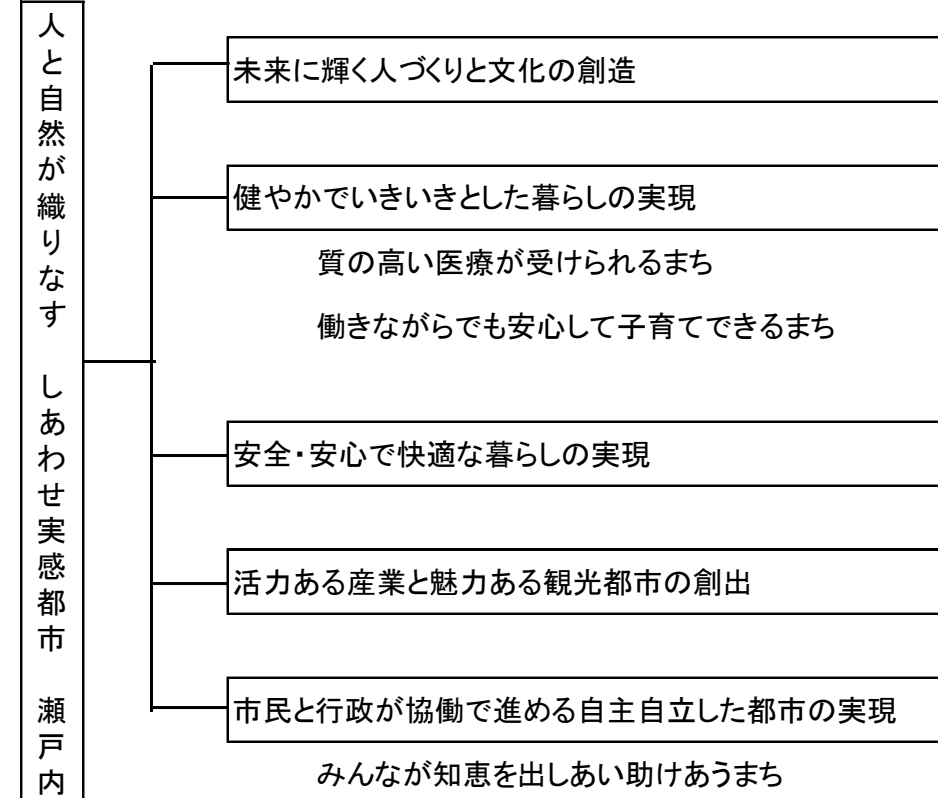 人と自然が織りなす　しあわせ実感都市　瀬戸内
未来に輝く人づくりと文化の創造
健やかでいきいきとした暮らしの実現
質の高い医療が受けられるまち
働きながらでも安心して子育てできるまち
安全・安心で快適な暮らしの実現
活力ある産業と魅力ある観光都市の創出
市民と行政が協働で進める自主自立した都市の実現
みんなが知恵を出しあい助けあうまち